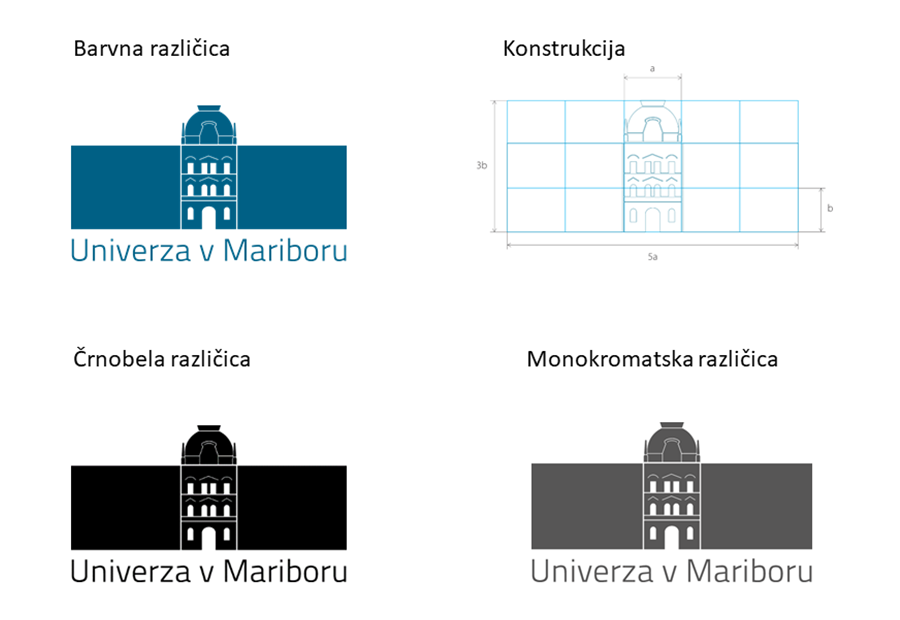 Barvna različica
Konstrukcija
a
3b
b
5a
Univerza v Mariboru
Črnobela različica
Monokromatska različica
Univerza v Mariboru
Univerza v Mariboru